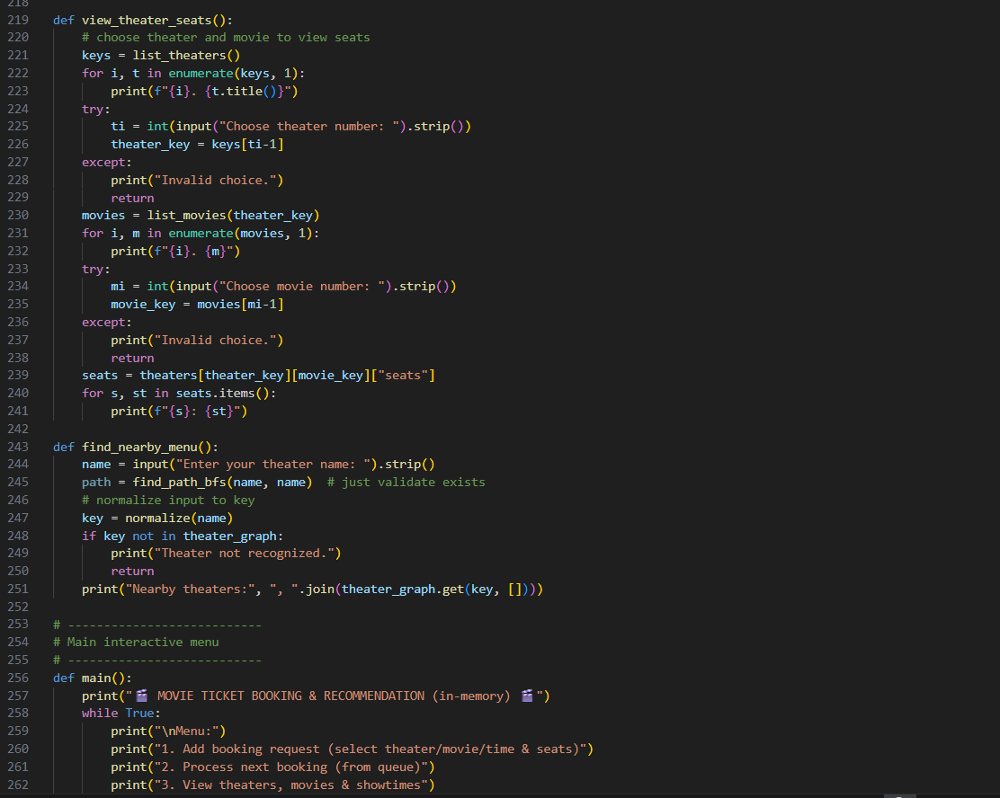 218
219 def view_theater_seats():
220     # choose theater and movie to view seats
221     keys = list_theaters()
222     for i, t in enumerate(keys, 1):
223         print(f"{i}. {t.title()}")
224     try:
225         ti = int(input("Choose theater number: ").strip())
226         theater_key = keys[ti-1]
227     except:
228         print("Invalid choice.")
229         return
230     movies = list_movies(theater_key)
231     for i, m in enumerate(movies, 1):
232         print(f"{i}. {m}")
233     try:
234         mi = int(input("Choose movie number: ").strip())
235         movie_key = movies[mi-1]
236     except:
237         print("Invalid choice.")
238         return
239     seats = theaters[theater_key][movie_key]["seats"]
240     for s, st in seats.items():
241         print(f"{s}: {st}")
242
243 def find_nearby_menu():
244     name = input("Enter your theater name: ").strip()
245     path = find_path_bfs(name, name)  # just validate exists
246     # normalize input to key
247     key = normalize(name)
248     if key not in theater_graph:
249         print("Theater not recognized.")
250         return
251     print("Nearby theaters:", ", ".join(theater_graph.get(key, [])))
252
253 # ---------------------------
254 # Main interactive menu
255 # ---------------------------
256 def main():
257     print("🎬 MOVIE TICKET BOOKING & RECOMMENDATION (in-memory) 🎬")
258     while True:
259         print("\nMenu:")
260         print("1. Add booking request (select theater/movie/time & seats)")
261         print("2. Process next booking (from queue)")
262         print("3. View theaters, movies & showtimes")